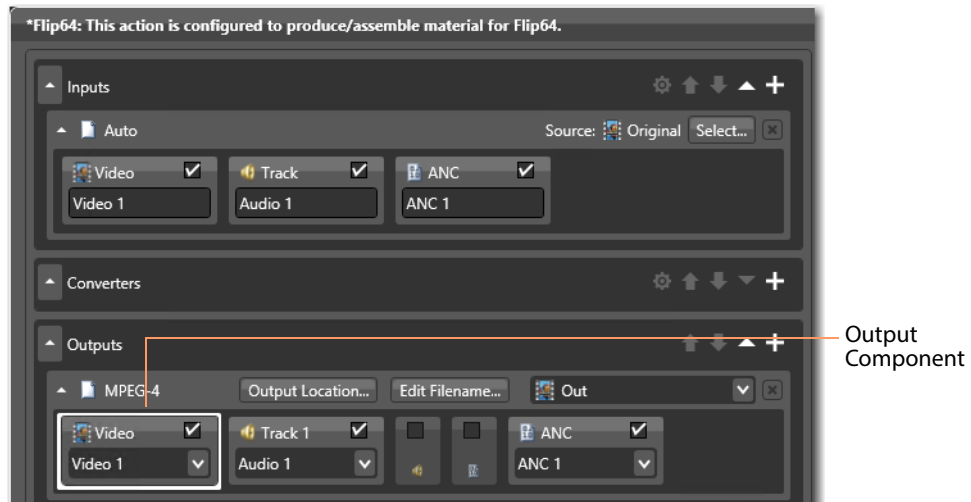 *Flip64: This action is configured to produce/assemble material for Flip64.
Inputs
Auto Source: Original Select...
Video Track ANC
Video 1 Audio 1 ANC 1
Converters
Outputs
Output
Component
MPEG-4 Output Location... Edit Filename... Out
Video Track 1 ANC
Video 1 Audio 1 ANC 1